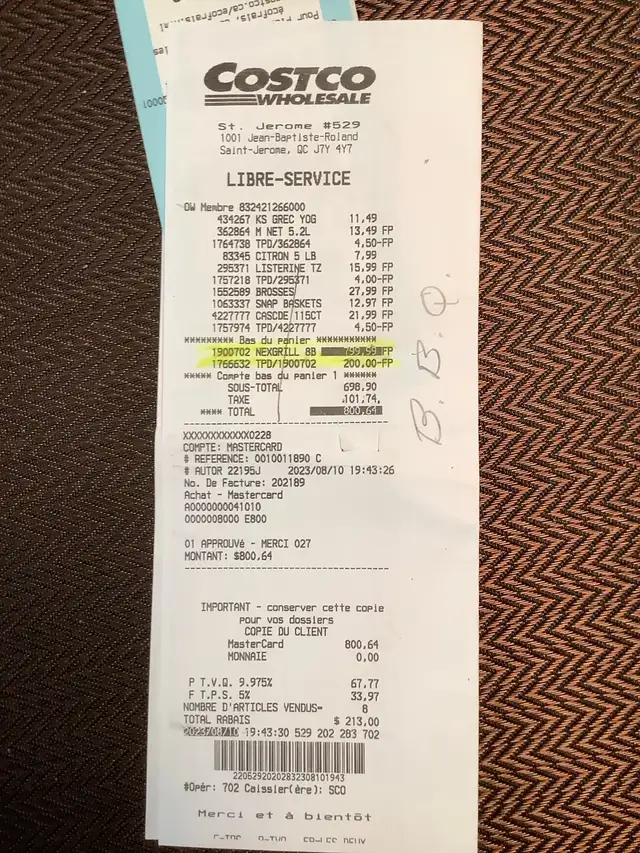 COSTCO
WHOLESALE
St. Jerome #529
1001 Jean-Baptiste-Roland
Saint-Jerome, QC J7Y 4Y7
LIBRE-SERVICE
OW Membre 832421266000
434267 KS GREC YOG 11,49
362864 M NET 5.2L 13,49 FP
1764738 TPD/362864 4,50-FP
83345 CITRON 5 LB 7,99
295371 LISTERINE TZ 15,99 FP
1757218 TPD/295371 4,00-FP
1552589 BROSSES 27,99 FP
1063337 SNAP BASKETS 12,97 FP
4227777 CASCDE 115CT 21,99 FP
1757974 TPD/4227777 4,50-FP
********* Bas du panier ***********
1900702 NEXGRILL 8B 799,99 FP
1766632 TPD/1900702 200,00-FP
***** Compte bas du panier 1 ******
SOUS-TOTAL 698,90
TAXE 101,74
**** TOTAL 800,64
XXXXXXXXXXXX0228
COMPTE: MASTERCARD
# REFERENCE: 0010011890 C
# AUTOR 22195J 2023/08/10 19:43:26
No. De Facture: 202189
Achat - Mastercard
A0000000041010
0000008000 E800
01 APPROUVé - MERCI 027
MONTANT: $800,64
IMPORTANT - conserver cette copie
pour vos dossiers
COPIE DU CLIENT
MasterCard 800,64
MONNAIE 0,00
P T.V.Q. 9.975% 67,77
F T.P.S. 5% 33,97
NOMBRE D'ARTICLES VENDUS= 8
TOTAL RABAIS $ 213,00
2023/08/10 19:43:30 529 202 283 702
22052920202832308101943
#Opér: 702 Caissier(ère): SCO
Merci et à bientôt
B.B.Q.